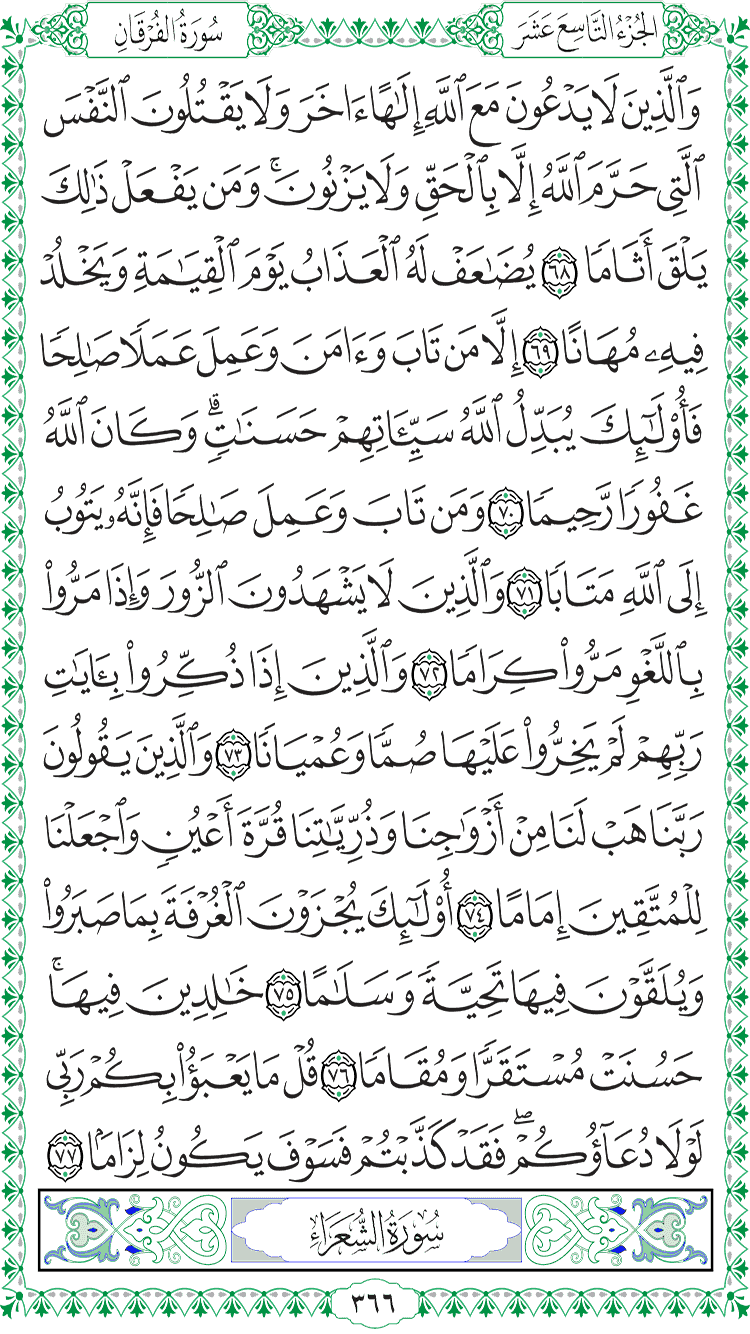 الجُزْءُ التَّاسِعَ عَشَرَ
سُورَةُ الفُرْقَانِ
وَٱلَّذِينَ لَا يَدْعُونَ مَعَ ٱللَّهِ إِلَٰهًا ءَاخَرَ وَلَا يَقْتُلُونَ ٱلنَّفْسَ
ٱلَّتِي حَرَّمَ ٱللَّهُ إِلَّا بِٱلْحَقِّ وَلَا يَزْنُونَۚ وَمَن يَفْعَلْ ذَٰلِكَ
يَلْقَ أَثَامًا ٦٨ يُضَٰعَفْ لَهُ ٱلْعَذَابُ يَوْمَ ٱلْقِيَٰمَةِ وَيَخْلُدْ
فِيهِۦ مُهَانًا ٦٩ إِلَّا مَن تَابَ وَءَامَنَ وَعَمِلَ عَمَلًا صَٰلِحًا
فَأُوْلَٰٓئِكَ يُبَدِّلُ ٱللَّهُ سَيِّـَٔاتِهِمْ حَسَنَٰتٍۗ وَكَانَ ٱللَّهُ
غَفُورًا رَّحِيمًا ٧٠ وَمَن تَابَ وَعَمِلَ صَٰلِحًا فَإِنَّهُۥ يَتُوبُ
إِلَى ٱللَّهِ مَتَابًا ٧١ وَٱلَّذِينَ لَا يَشْهَدُونَ ٱلزُّورَ وَإِذَا مَرُّوا۟
بِٱللَّغْوِ مَرُّوا۟ كِرَامًا ٧٢ وَٱلَّذِينَ إِذَا ذُكِّرُوا۟ بِـَٔايَٰتِ
رَبِّهِمْ لَمْ يَخِرُّوا۟ عَلَيْهَا صُمًّا وَعُمْيَانًا ٧٣ وَٱلَّذِينَ يَقُولُونَ
رَبَّنَا هَبْ لَنَا مِنْ أَزْوَٰجِنَا وَذُرِّيَّٰتِنَا قُرَّةَ أَعْيُنٍ وَٱجْعَلْنَا
لِلْمُتَّقِينَ إِمَامًا ٧٤ أُوْلَٰٓئِكَ يُجْزَوْنَ ٱلْغُرْفَةَ بِمَا صَبَرُوا۟
وَيُلَقَّوْنَ فِيهَا تَحِيَّةً وَسَلَٰمًا ٧٥ خَٰلِدِينَ فِيهَاۚ
حَسُنَتْ مُسْتَقَرًّا وَمُقَامًا ٧٦ قُلْ مَا يَعْبَؤُا۟ بِكُمْ رَبِّي
لَوْلَا دُعَآؤُكُمْۖ فَقَدْ كَذَّبْتُمْ فَسَوْفَ يَكُونُ لِزَامًۢا ٧٧
سُورَةُ الشُّعَرَاءِ
٣٦٦